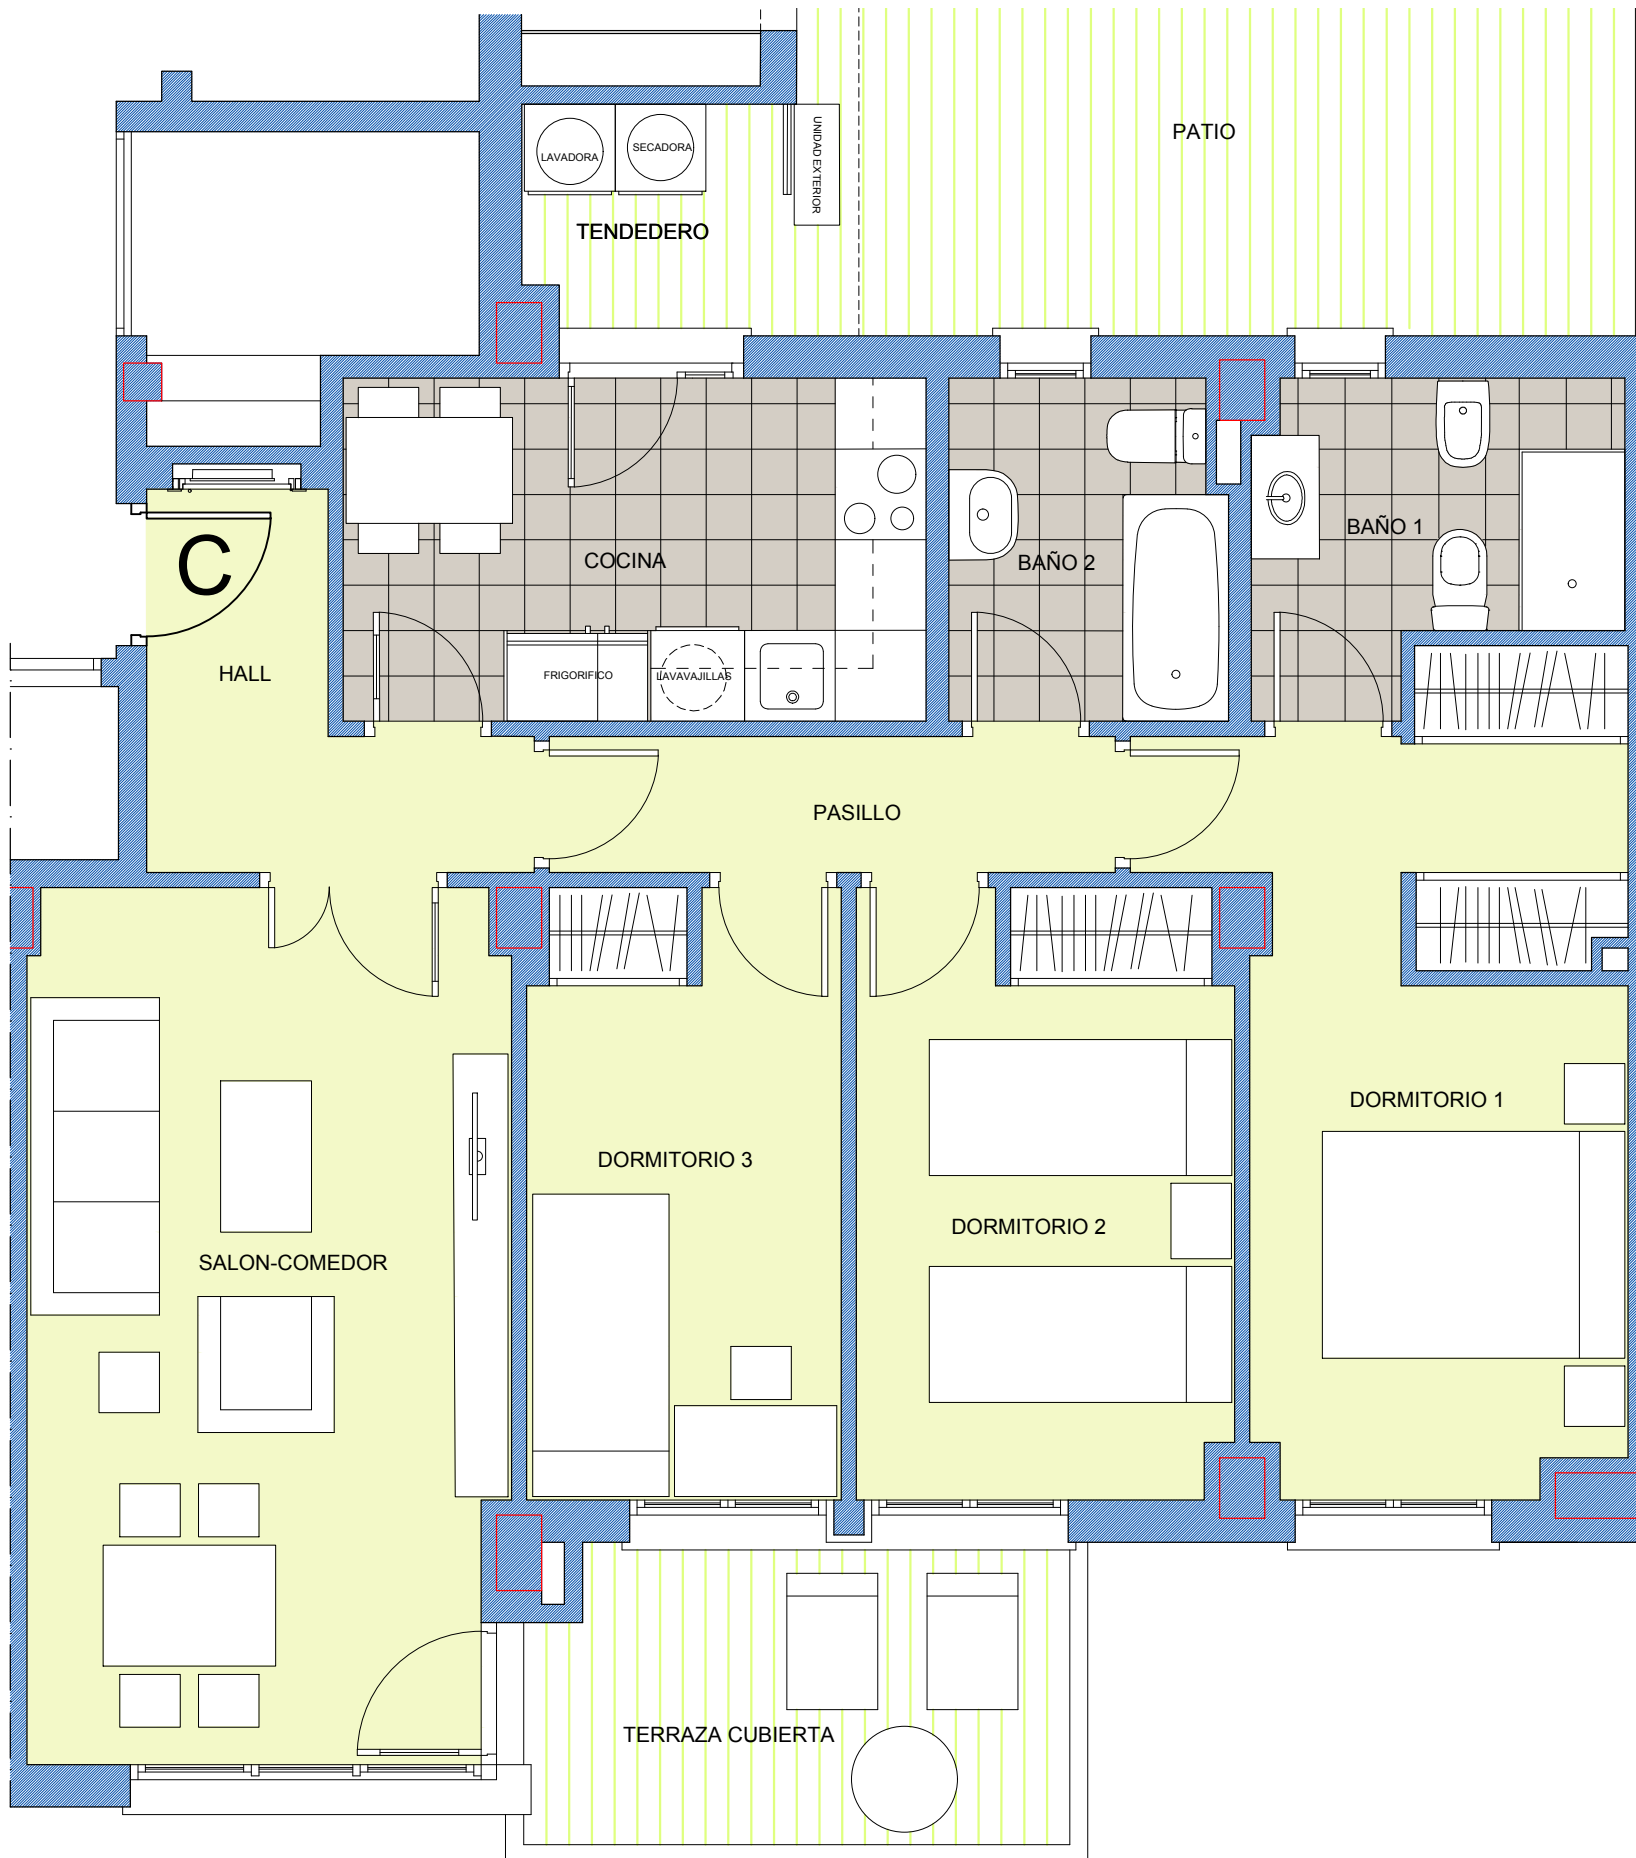 PATIO
UNIDAD EXTERIOR
LAVADORA
SECADORA
TENDEDERO
C
COCINA
BAÑO 2
BAÑO 1
HALL
FRIGORIFICO
LAVAVAJILLAS
PASILLO
DORMITORIO 1
DORMITORIO 3
DORMITORIO 2
SALON-COMEDOR
TERRAZA CUBIERTA